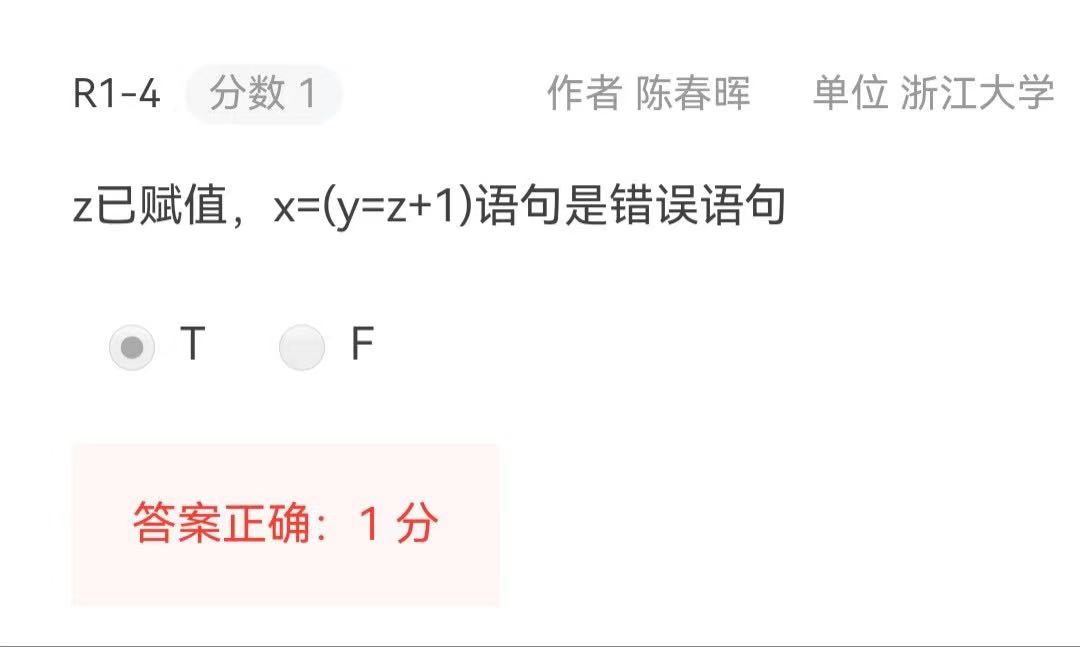 R1-4 分数 1 作者 陈春晖 单位 浙江大学
z已赋值，x=(y=z+1)语句是错误语句
T F
答案正确：1 分